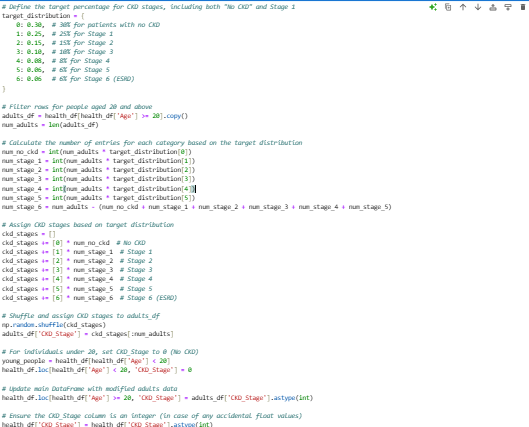 # Define the target percentage for CKD stages, including both "No CKD" and Stage 1
target_distribution = {
    0: 0.30,  # 30% for patients with no CKD
    1: 0.25,  # 25% for Stage 1
    2: 0.15,  # 15% for Stage 2
    3: 0.10,  # 10% for Stage 3
    4: 0.08,  # 8% for Stage 4
    5: 0.06,  # 6% for Stage 5
    6: 0.06   # 6% for Stage 6 (ESRD)
}

# Filter rows for people aged 20 and above
adults_df = health_df[health_df['Age'] >= 20].copy()
num_adults = len(adults_df)

# Calculate the number of entries for each category based on the target distribution
num_no_ckd = int(num_adults * target_distribution[0])
num_stage_1 = int(num_adults * target_distribution[1])
num_stage_2 = int(num_adults * target_distribution[2])
num_stage_3 = int(num_adults * target_distribution[3])
num_stage_4 = int(num_adults * target_distribution[4])
num_stage_5 = int(num_adults * target_distribution[5])
num_stage_6 = num_adults - (num_no_ckd + num_stage_1 + num_stage_2 + num_stage_3 + num_stage_4 + num_stage_5)

# Assign CKD stages based on target distribution
ckd_stages = []
ckd_stages += [0] * num_no_ckd  # No CKD
ckd_stages += [1] * num_stage_1  # Stage 1
ckd_stages += [2] * num_stage_2  # Stage 2
ckd_stages += [3] * num_stage_3  # Stage 3
ckd_stages += [4] * num_stage_4  # Stage 4
ckd_stages += [5] * num_stage_5  # Stage 5
ckd_stages += [6] * num_stage_6  # Stage 6 (ESRD)

# Shuffle and assign CKD stages to adults_df
np.random.shuffle(ckd_stages)
adults_df['CKD_Stage'] = ckd_stages[:num_adults]

# For individuals under 20, set CKD_Stage to 0 (No CKD)
young_people = health_df[health_df['Age'] < 20]
health_df.loc[health_df['Age'] < 20, 'CKD_Stage'] = 0

# Update main DataFrame with modified adults data
health_df.loc[health_df['Age'] >= 20, 'CKD_Stage'] = adults_df['CKD_Stage'].astype(int)

# Ensure the CKD_Stage column is an integer (in case of any accidental float values)
health_df['CKD_Stage'] = health_df['CKD_Stage'].astype(int)